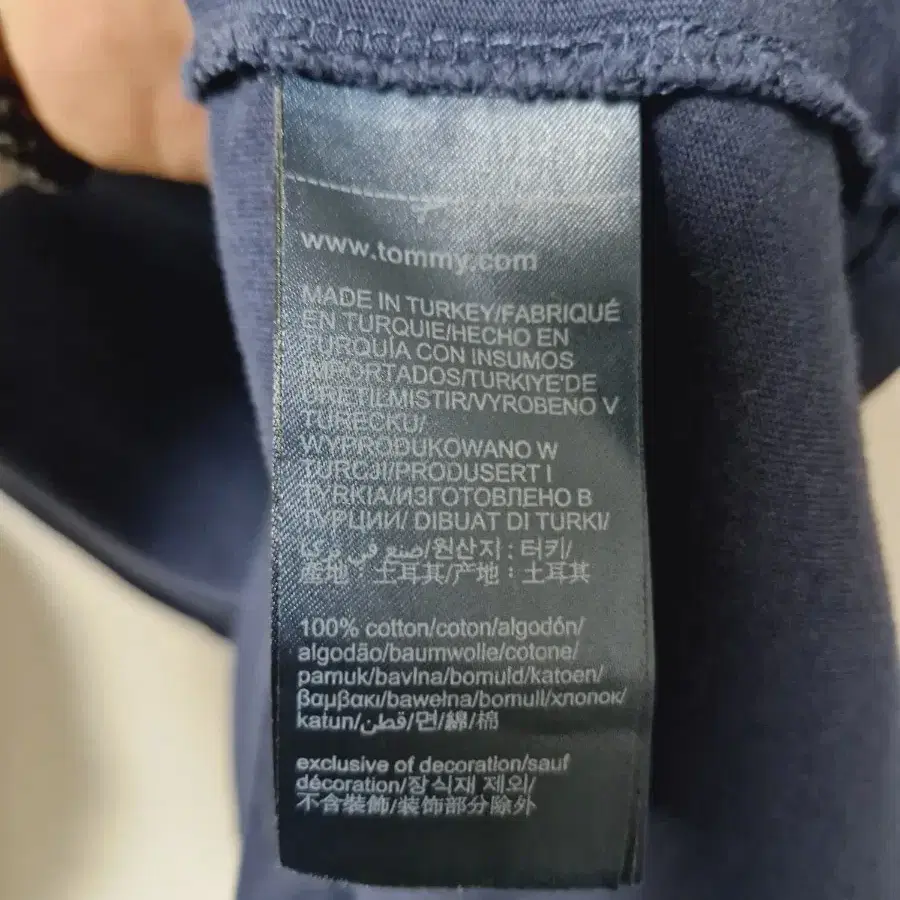 www.tommy.com
MADE IN TURKEY/FABRIQUÉ
EN TURQUIE/HECHO EN
TURQUÍA CON INSUMOS
IMPORTADOS/TURKIYE'DE
URETILMISTIR/VYROBENO V
TURECKU/
WYPRODUKOWANO W
TURCJI/PRODUSERT I
TYRKIA/ИЗГОТОВЛЕНО В
ТУРЦИИ/ DIBUAT DI TURKI/
صنع في تركيا/원산지 : 터키/
産地 : 土耳其/产地 : 土耳其
100% cotton/coton/algodón/
algodão/baumwolle/cotone/
pamuk/bavlna/bomuld/katoen/
βαμβακι/bawełna/bomull/хлопок/
katun/قطن/면/綿/棉
exclusive of decoration/sauf
décoration/장식재 제외/
不含裝飾/装饰部分除外